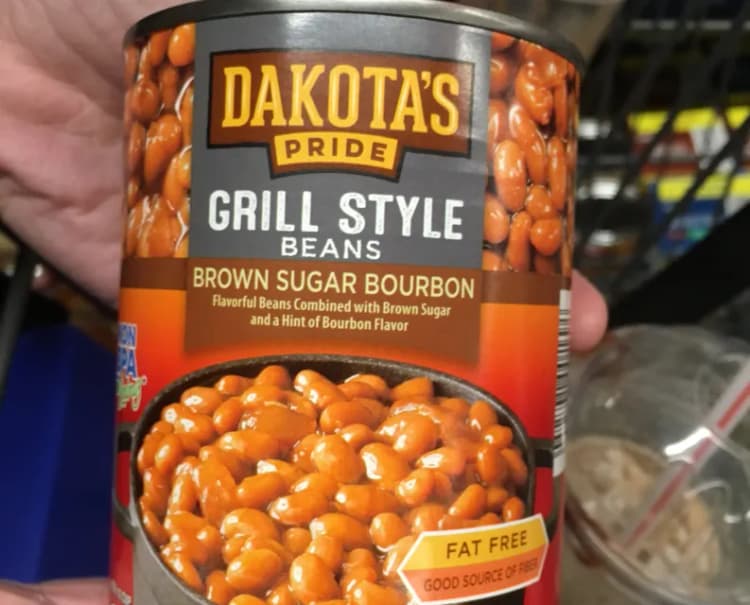 DAKOTA'S
PRIDE
GRILL STYLE
BEANS
BROWN SUGAR BOURBON
Flavorful Beans Combined with Brown Sugar
and a Hint of Bourbon Flavor
FAT FREE
GOOD SOURCE OF FIBER